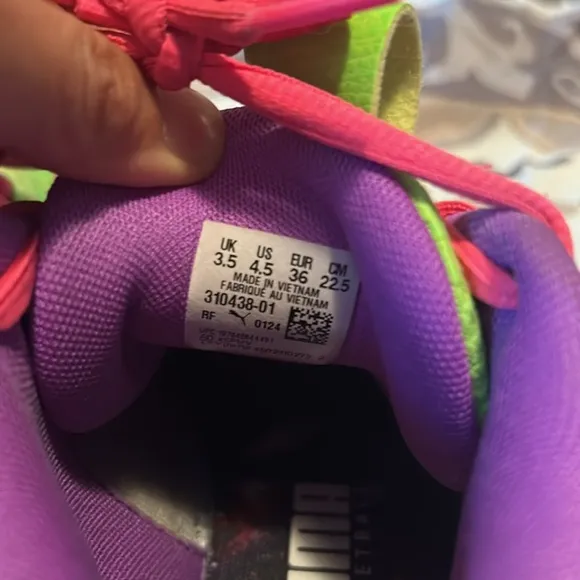 UK US EUR CM
3.5 4.5 36 22.5
MADE IN VIETNAM
FABRIQUÉ AU VIETNAM
310438-01
RF 0124